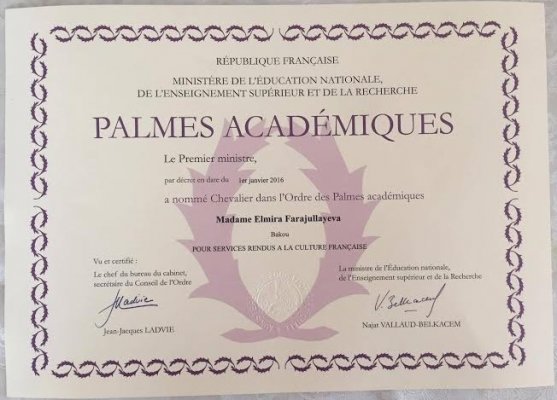 RÉPUBLIQUE FRANÇAISE
MINISTÈRE DE L'ÉDUCATION NATIONALE,
DE L'ENSEIGNEMENT SUPÉRIEUR ET DE LA RECHERCHE
PALMES ACADÉMIQUES
Le Premier ministre,
par décret en date du 1er janvier 2016
a nommé Chevalier dans l'Ordre des Palmes académiques
Madame Elmira Farajullayeva
Bakou
POUR SERVICES RENDUS A LA CULTURE FRANÇAISE
Vu et certifié :
Le chef du bureau du cabinet,
secrétaire du Conseil de l'Ordre
Jean-Jacques LADVIE
La ministre de l'Éducation nationale,
de l'Enseignement supérieur et de la Recherche
V. Belkacem
Najat VALLAUD-BELKACEM